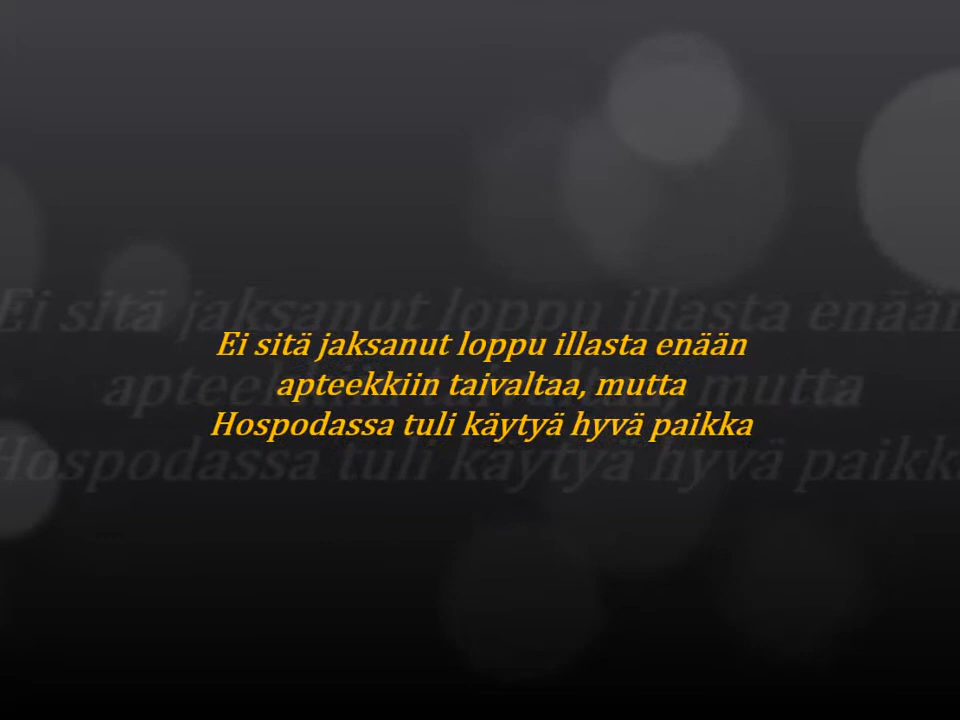 Ei sitä jaksanut loppu illasta enään
apteekkiin taivaltaa, mutta
Hospodassa tuli käytyä hyvä paikka